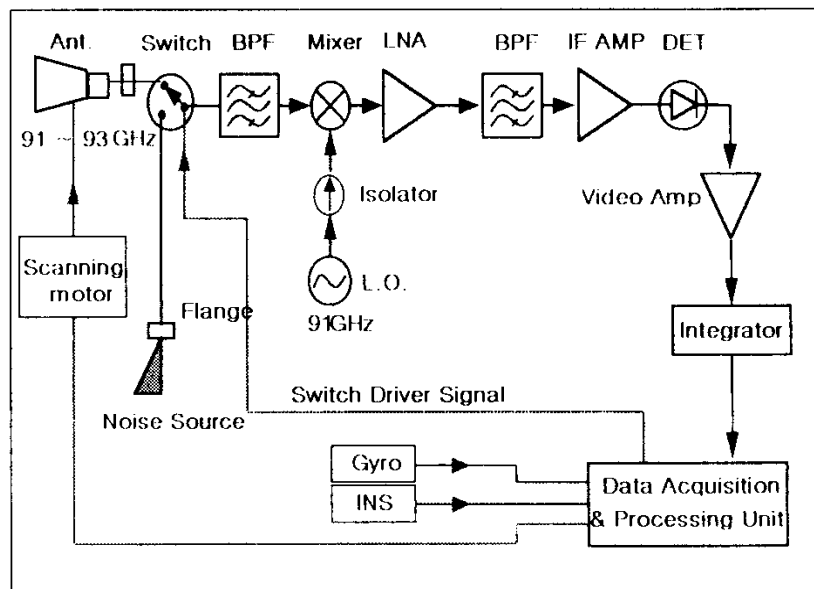 Ant.
Switch
BPF
Mixer
LNA
BPF
IF AMP
DET
91 ~ 93 GHz
Isolator
Video Amp
Scanning
motor
L.O.
91GHz
Flange
Integrator
Noise Source
Switch Driver Signal
Gyro
INS
Data Acquisition
& Processing Unit